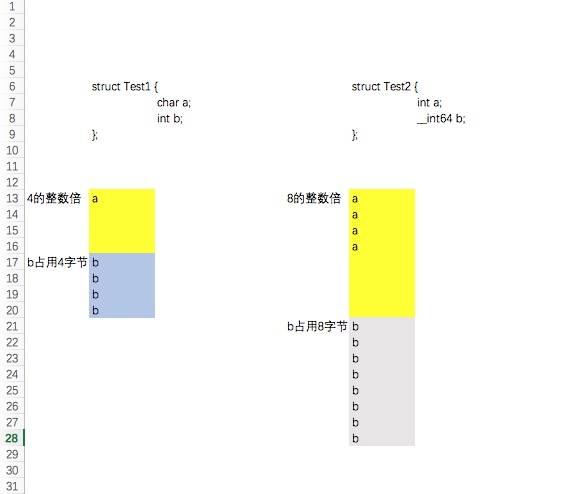 1
2
3
4
5
6 struct Test1 { struct Test2 {
7 char a; int a;
8 int b; __int64 b;
9 }; };
10
11
12
13 4的整数倍 a 8的整数倍 a
14 a
15 a
16 a
17 b占用4字节 b
18 b
19 b
20 b
21 b占用8字节 b
22 b
23 b
24 b
25 b
26 b
27 b
28 b
29
30
31